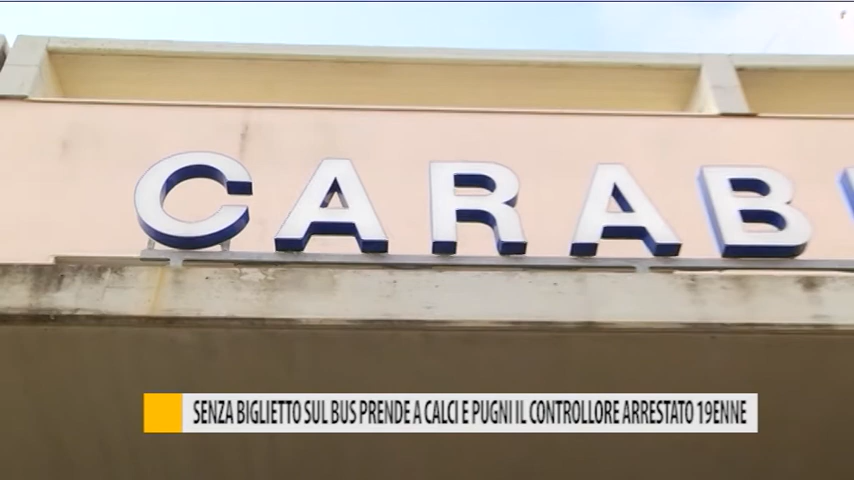 CARAB
SENZA BIGLIETTO SUL BUS PRENDE A CALCI E PUGNI IL CONTROLLORE ARRESTATO 19ENNE